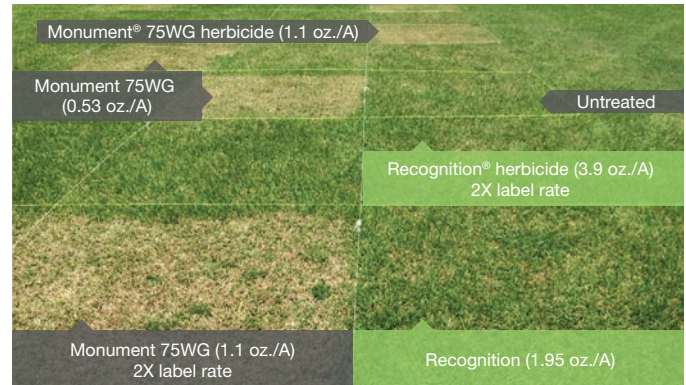 Monument® 75WG herbicide (1.1 oz./A)
Monument 75WG
(0.53 oz./A)
Untreated
Recognition® herbicide (3.9 oz./A)
2X label rate
Monument 75WG (1.1 oz./A)
2X label rate
Recognition (1.95 oz./A)